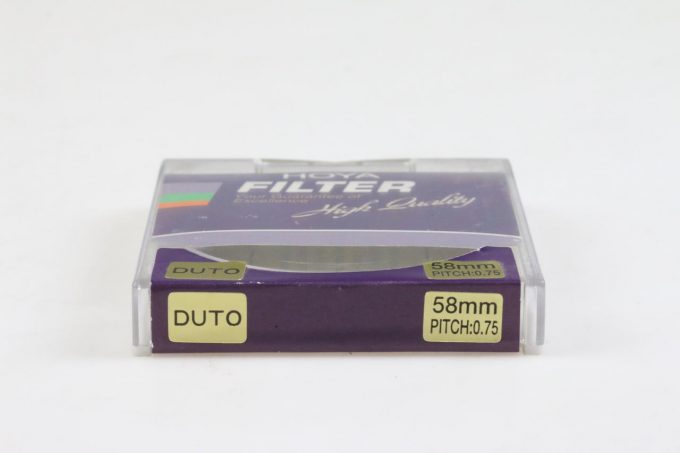 HOYA
FILTER
Your Guarantee of
Excellence
High Quality
DUTO
58mm
PITCH:0.75
DUTO
58mm
PITCH:0.75